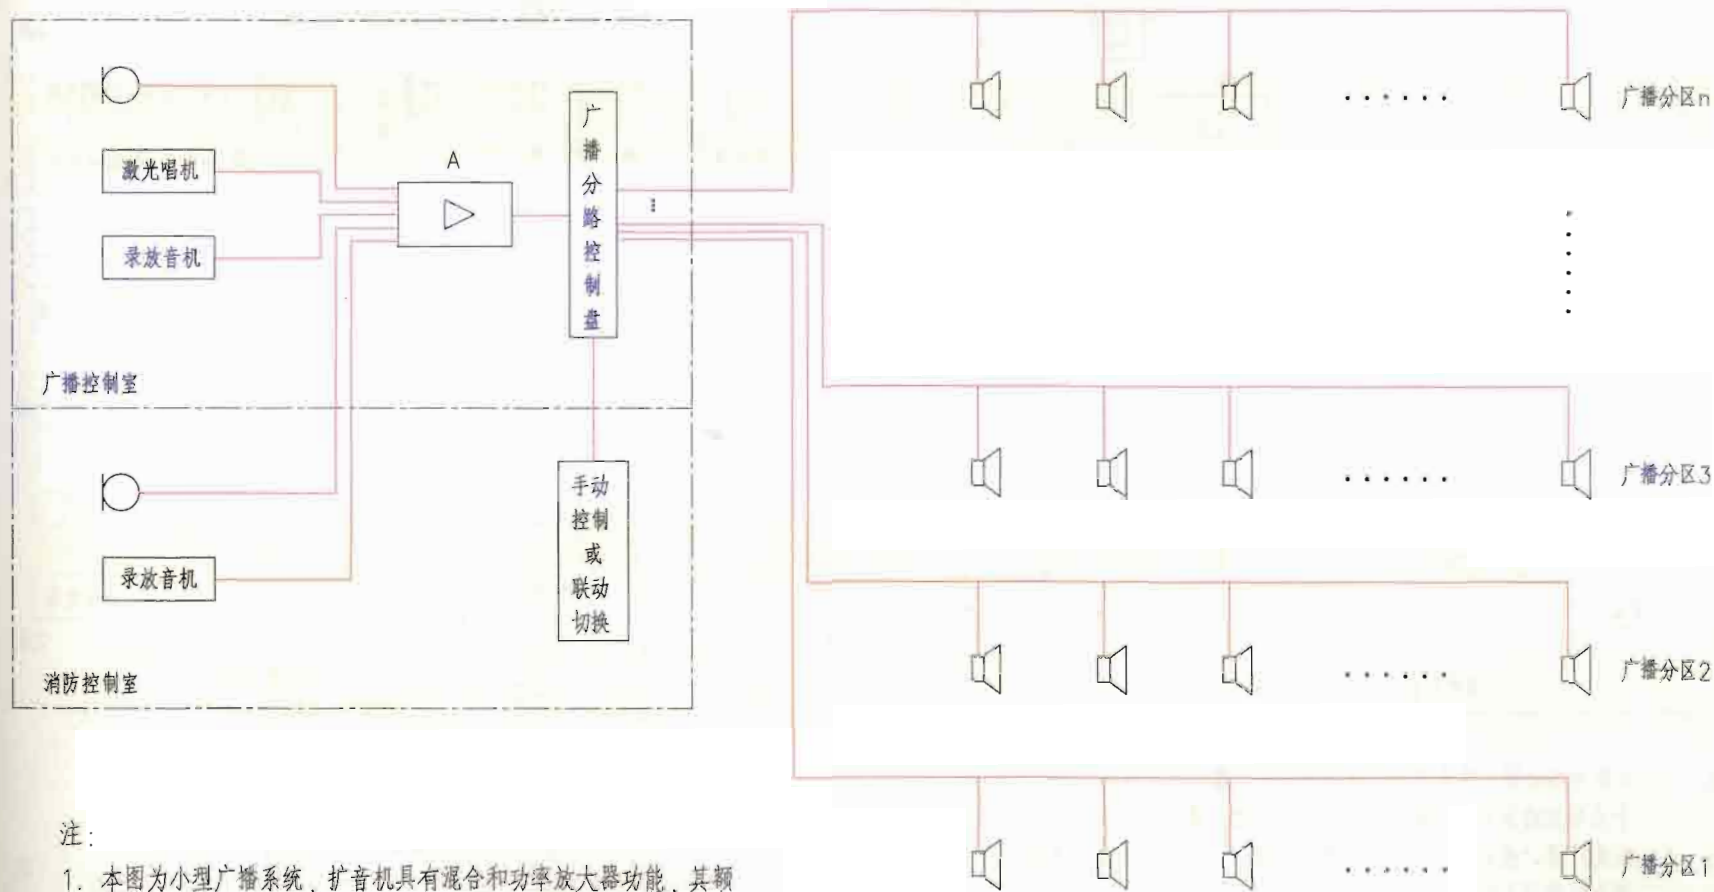 激光唱机
录放音机
A
广播分路控制盘
广播控制室
录放音机
手动
控制
或
联动
切换
消防控制室
广播分区n
广播分区3
广播分区2
广播分区1
注:
1. 本图为小型广播系统、扩音机具有混合和功率放大器功能、其额